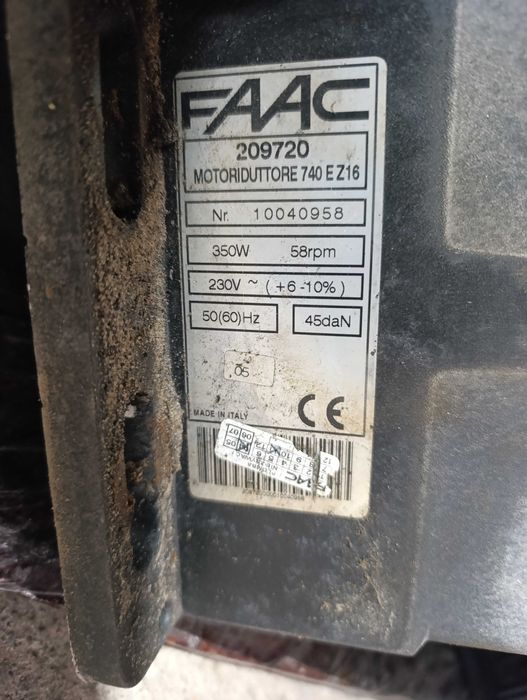 FAAC
209720
MOTORIDUTTORE 740 E Z16
Nr. 10040958
350W 58rpm
230V ~ (+6 -10%)
50(60)Hz 45daN
05
MADE IN ITALY CE